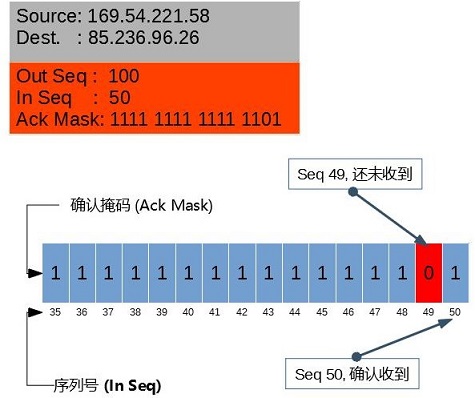 Source: 169.54.221.58
Dest.   : 85.236.96.26
Out Seq :  100
In Seq    :  50
Ack Mask: 1111 1111 1111 1101
Seq 49, 还未收到
确认掩码 (Ack Mask)
1 1 1 1 1 1 1 1 1 1 1 1 1 1 0 1
35 36 37 38 39 40 41 42 43 44 45 46 47 48 49 50
Seq 50, 确认收到
序列号 (In Seq)